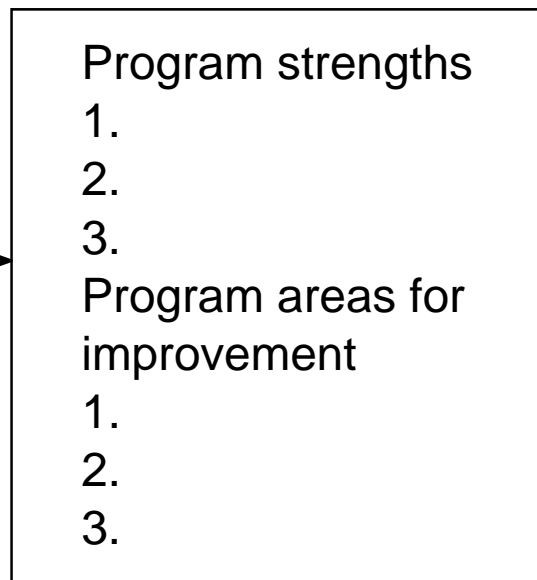 Program strengths
1.
2.
3.
Program areas for
improvement
1.
2.
3.